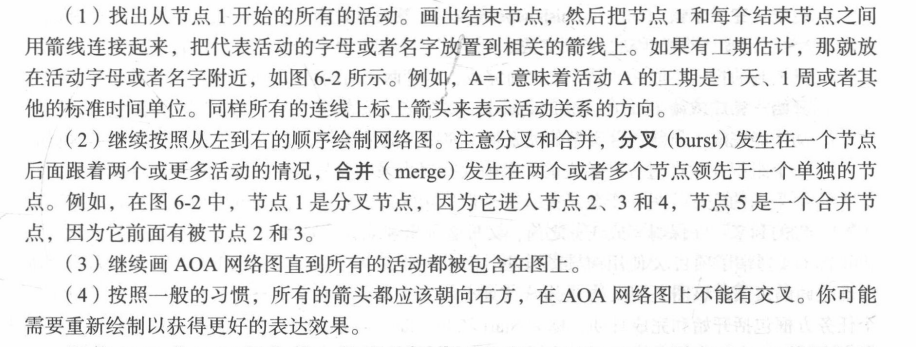 （1）找出从节点 1 开始的所有的活动。画出结束节点，然后把节点 1 和每个结束节点之间
用箭线连接起来，把代表活动的字母或者名字放置到相关的箭线上。如果有工期估计，那就放
在活动字母或者名字附近，如图 6-2 所示。例如，A=1 意味着活动 A 的工期是 1 天、1 周或者其
他的标准时间单位。同样所有的连线上标上箭头来表示活动关系的方向。
（2）继续按照从左到右的顺序绘制网络图。注意分叉和合并，分叉（burst）发生在一个节点
后面跟着两个或更多活动的情况，合并（merge）发生在两个或者多个节点领先于一个单独的节
点。例如，在图 6-2 中，节点 1 是分叉节点，因为它进入节点 2、3 和 4，节点 5 是一个合并节
点，因为它前面有被节点 2 和 3。
（3）继续画 AOA 网络图直到所有的活动都被包含在图上。
（4）按照一般的习惯，所有的箭头都应该朝向右方，在 AOA 网络图上不能有交叉。你可能
需要重新绘制以获得更好的表达效果。